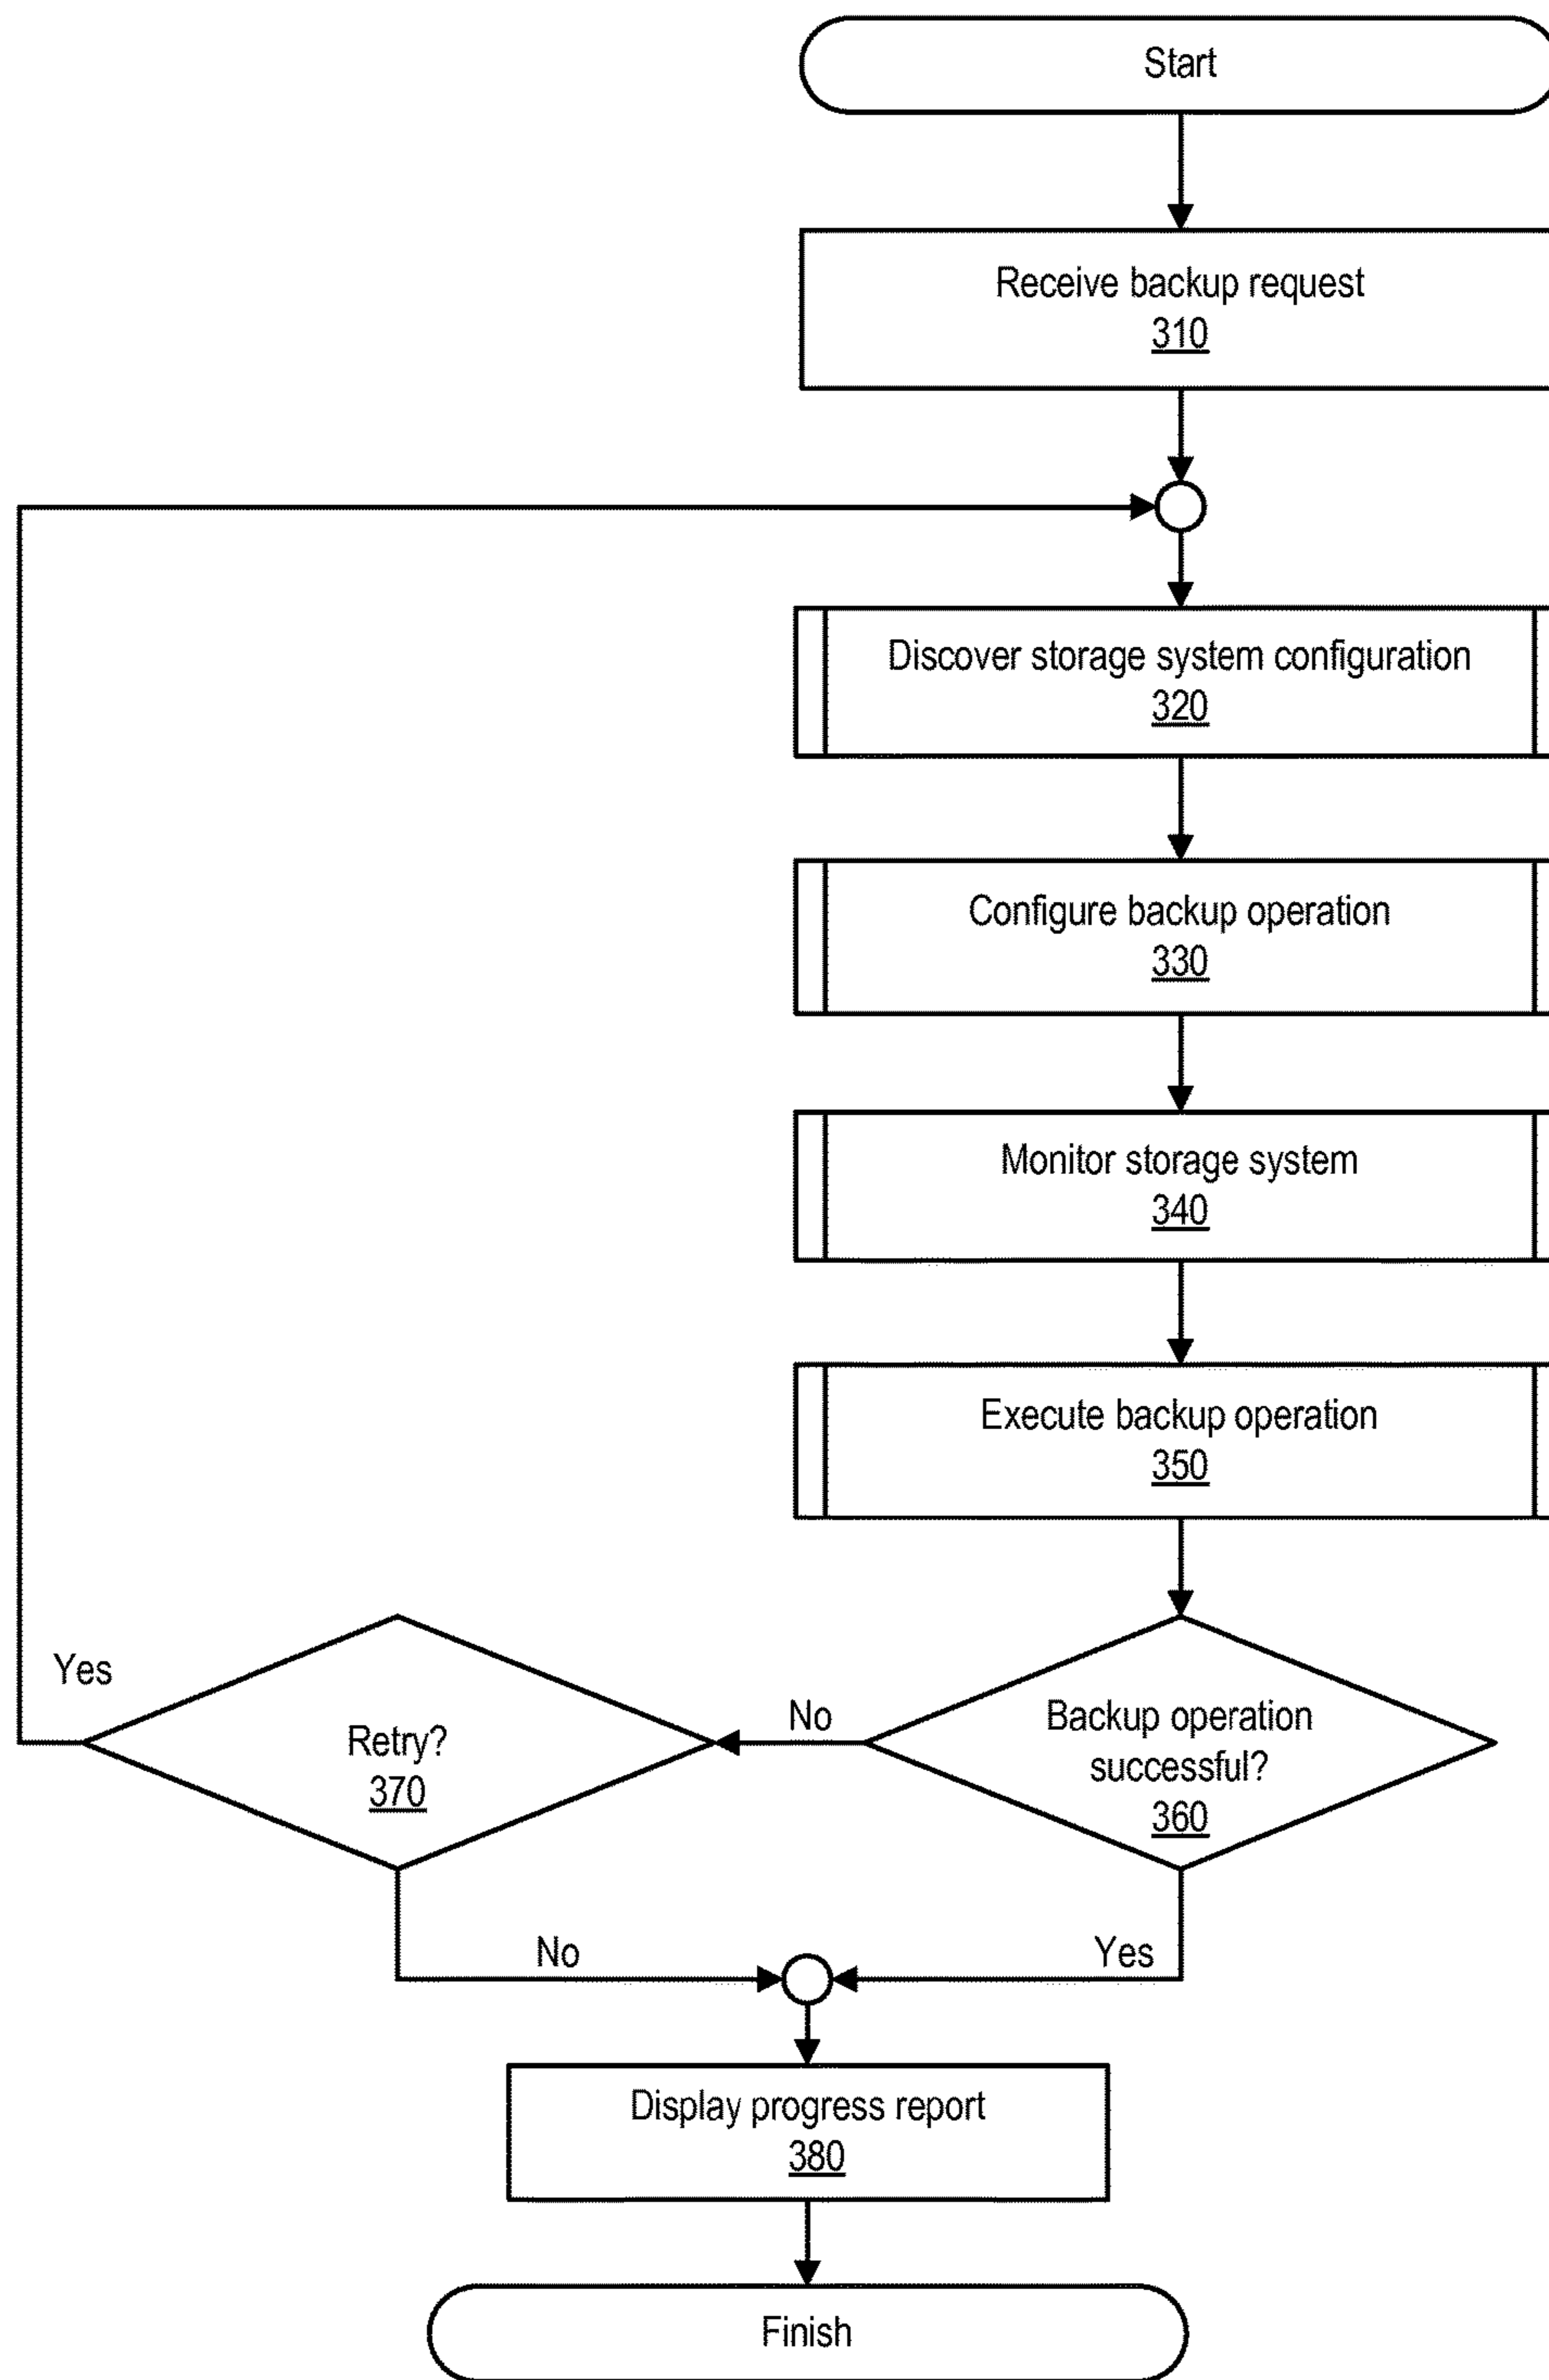 Start
Receive backup request
310
Discover storage system configuration
320
Configure backup operation
330
Monitor storage system
340
Execute backup operation
350
Yes
Retry?
370
No
Backup operation
successful?
360
No
Yes
Display progress report
380
Finish